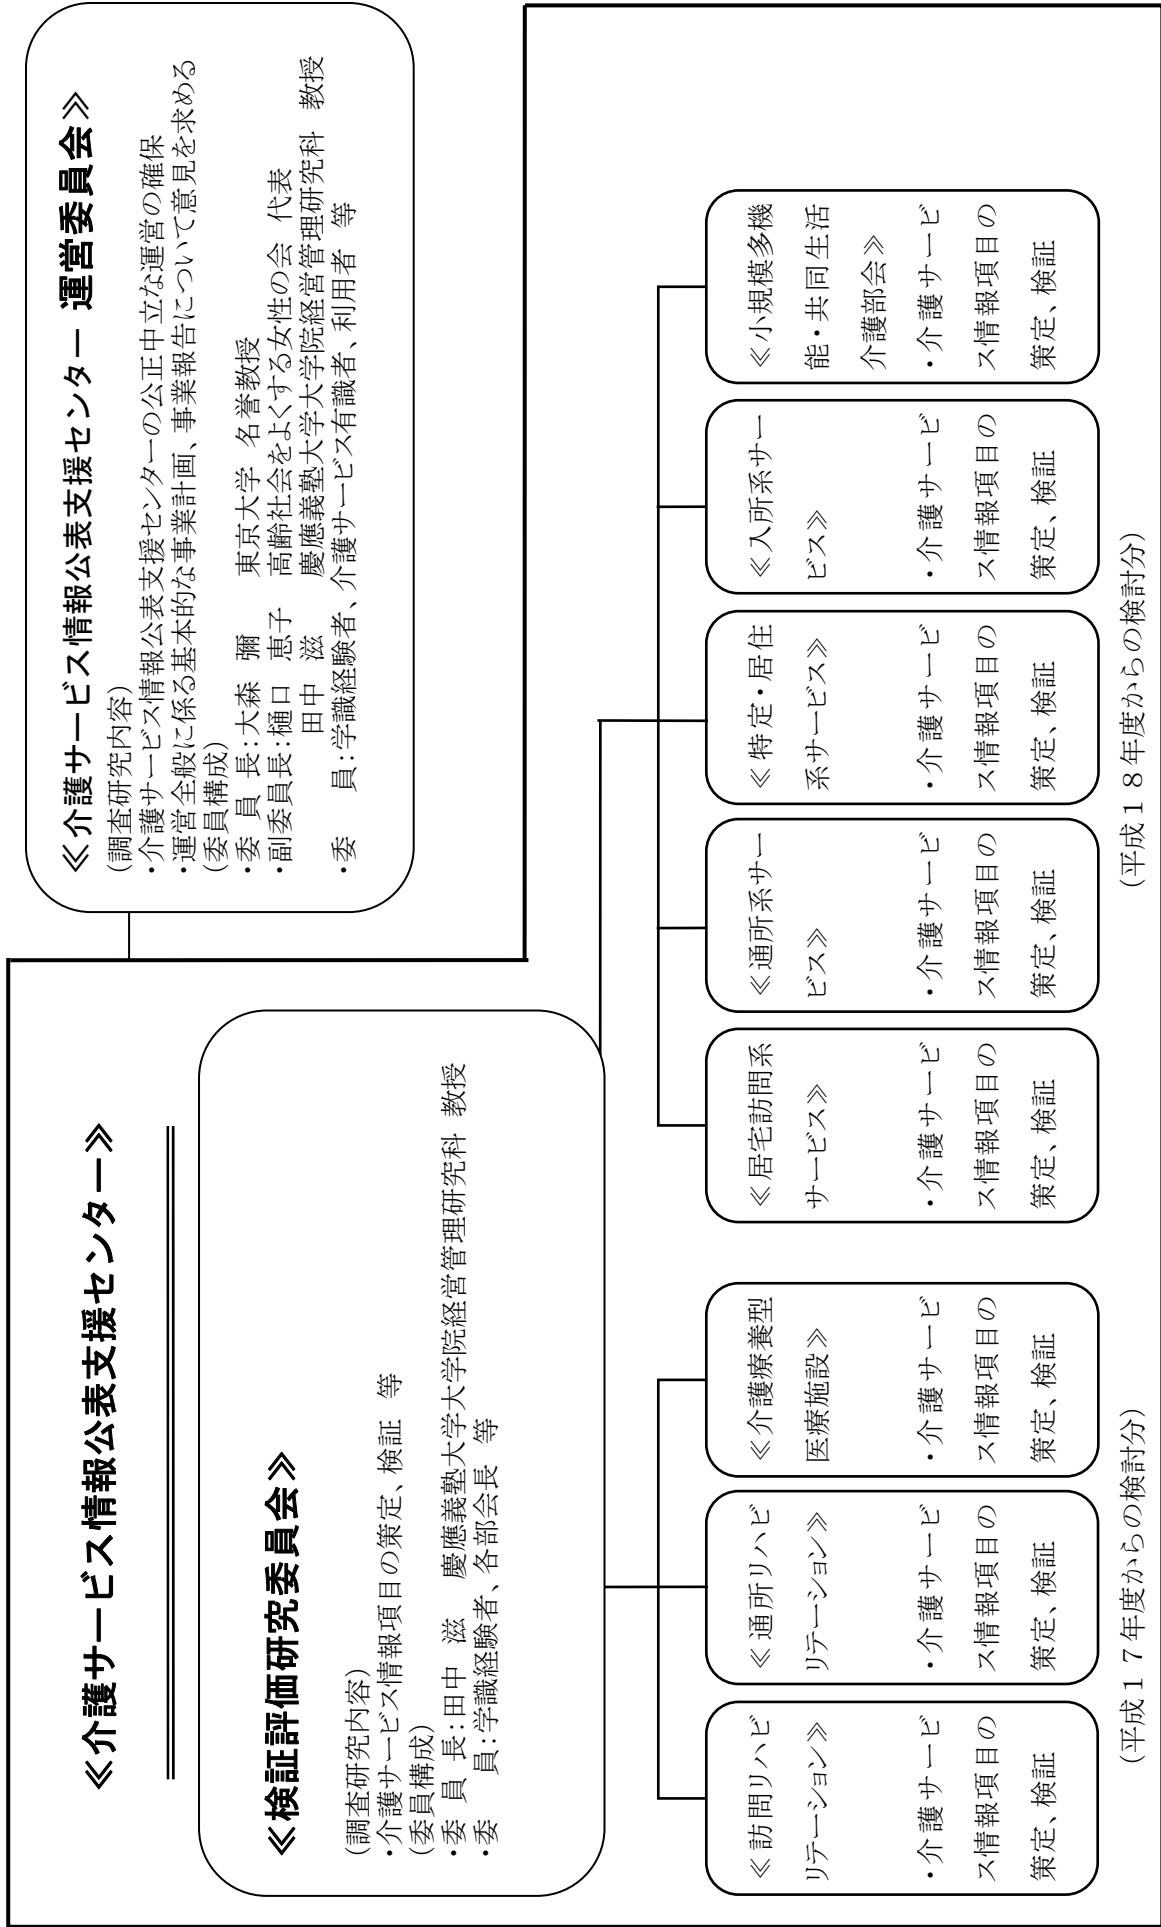 ≪介護サービス情報公表支援センター≫
≪介護サービス情報公表支援センター 運営委員会≫
(調査研究内容)
・介護サービス情報公表支援センターの公正中立な運営の確保
・運営全般に係る基本的な事業計画、事業報告について意見を求める
(委員構成)
・委 員 長:大森 彌 東京大学 名誉教授
・副委員長:樋口 恵子 高齢社会をよくする女性の会 代表
田中 滋 慶應義塾大学大学院経営管理研究科 教授
・委 員:学識経験者、介護サービス有識者、利用者 等
≪検証評価研究委員会≫
(調査研究内容)
・介護サービス情報項目の策定、検証 等
(委員構成)
・委 員 長:田中 滋 慶應義塾大学大学院経営管理研究科 教授
・委 員:学識経験者、各部会長 等
≪訪問リハビ
リテーション≫
・介護サービ
ス情報項目の
策定、検証
≪通所リハビ
リテーション≫
・介護サービ
ス情報項目の
策定、検証
≪介護療養型
医療施設≫
・介護サービ
ス情報項目の
策定、検証
(平成17年度からの検討分)
≪居宅訪問系
サービス≫
・介護サービ
ス情報項目の
策定、検証
≪通所系サー
ビス≫
・介護サービ
ス情報項目の
策定、検証
≪特定・居住
系サービス≫
・介護サービ
ス情報項目の
策定、検証
≪入所系サー
ビス≫
・介護サービ
ス情報項目の
策定、検証
≪小規模多機
能・共同生活
介護部会≫
・介護サービ
ス情報項目の
策定、検証
(平成18年度からの検討分)